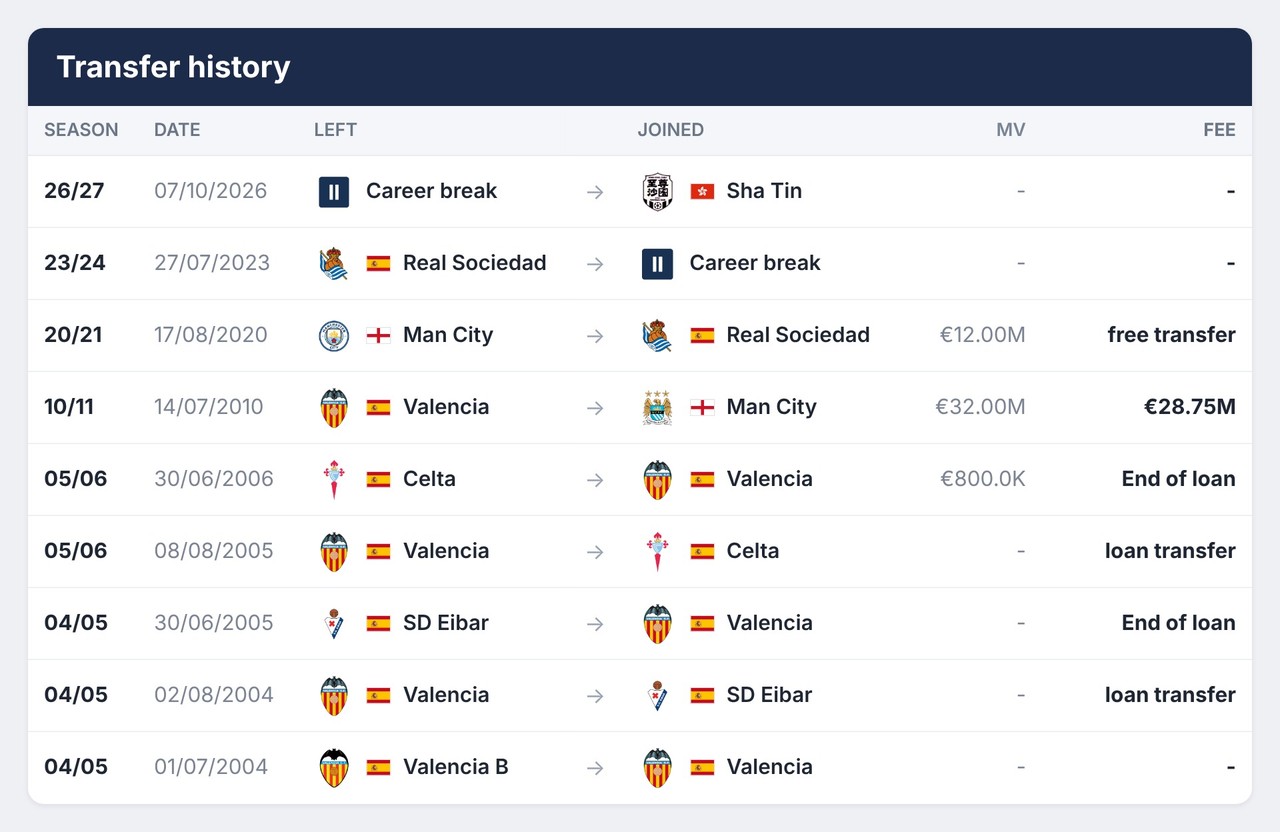 Transfer history
SEASON DATE LEFT JOINED MV FEE
26/27 07/10/2026 Career break → Sha Tin - -
23/24 27/07/2023 Real Sociedad → Career break - -
20/21 17/08/2020 Man City → Real Sociedad €12.00M free transfer
10/11 14/07/2010 Valencia → Man City €32.00M €28.75M
05/06 30/06/2006 Celta → Valencia €800.0K End of loan
05/06 08/08/2005 Valencia → Celta - loan transfer
04/05 30/06/2005 SD Eibar → Valencia - End of loan
04/05 02/08/2004 Valencia → SD Eibar - loan transfer
04/05 01/07/2004 Valencia B → Valencia - -